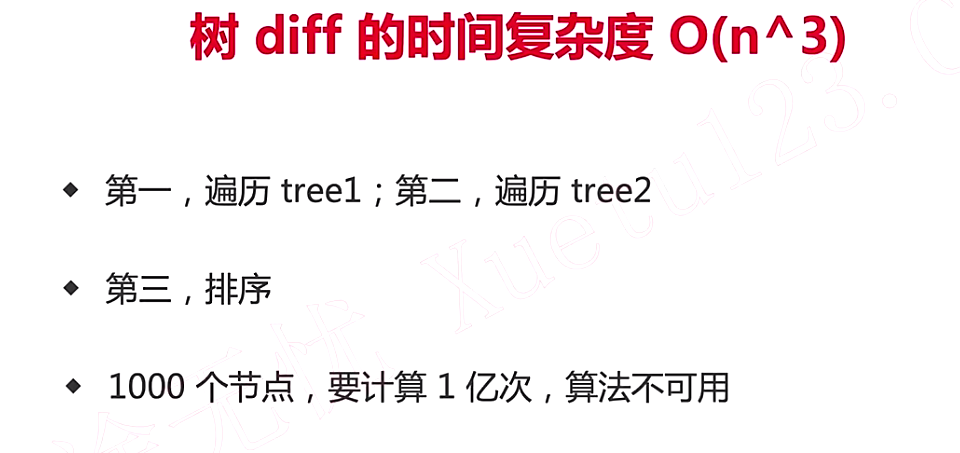 树 diff 的时间复杂度 O(n^3)
◆ 第一，遍历 tree1；第二，遍历 tree2
◆ 第三，排序
◆ 1000 个节点，要计算 1 亿次，算法不可用
无忧 Xuetu123.C